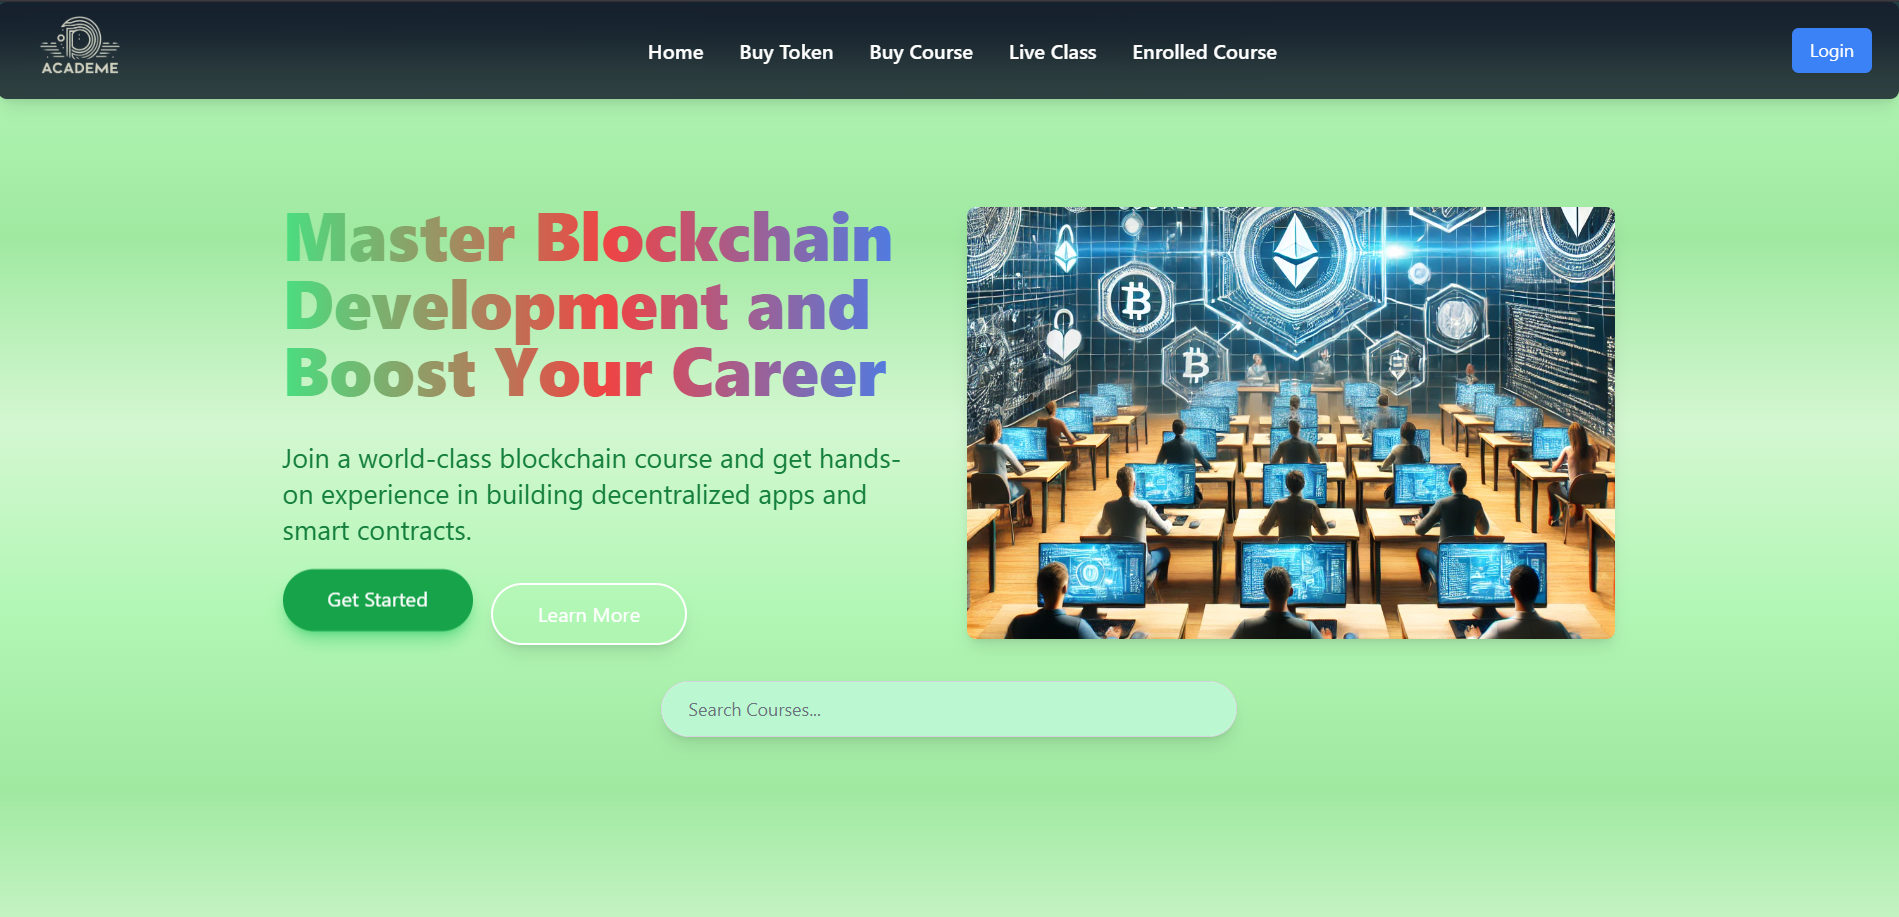 ACADEME
Home
Buy Token
Buy Course
Live Class
Enrolled Course
Login
Master Blockchain
Development and
Boost Your Career
Join a world-class blockchain course and get hands-
on experience in building decentralized apps and
smart contracts.
Get Started
Learn More
Search Courses...